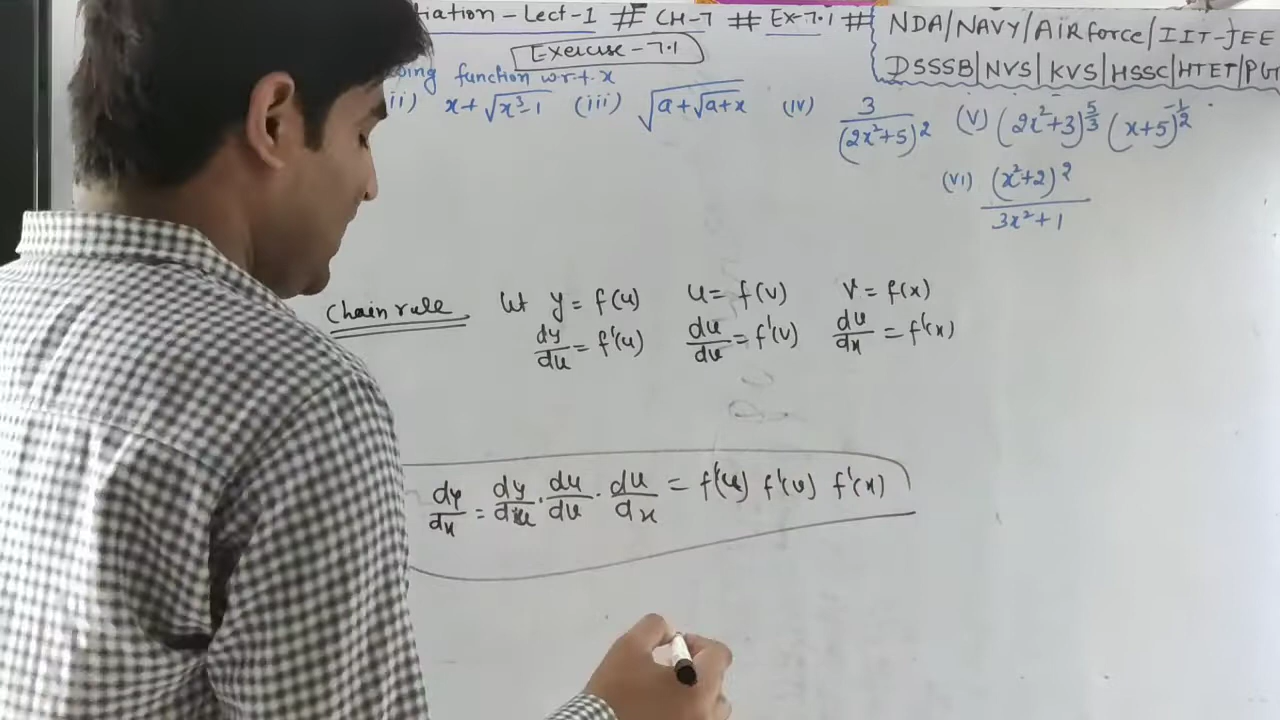 iation-Lect-1 # CH-7 # Ex-7.1 #
NDA/NAVY/AiRforce/IIT-JEE
DSSSB/NVS/KVS/HSSC/HTET/PGT
Exercise-7.1
wing function w.r.t. x
ii) x+√(x³-1) (iii) √(a+√(a+x)) (iv) 3/(2x²+5)² (v) (2x²+3)^(5/3) (x+5)^(-1/2)
(vi) (x²+2)²/(3x²+1)
Chain rule let y = f(u) u = f(v) v = f(x)
dy/du = f'(u) du/dv = f'(v) dv/dx = f'(x)
dy/dx = dy/du · du/dv · dv/dx = f'(u) f'(v) f'(x)